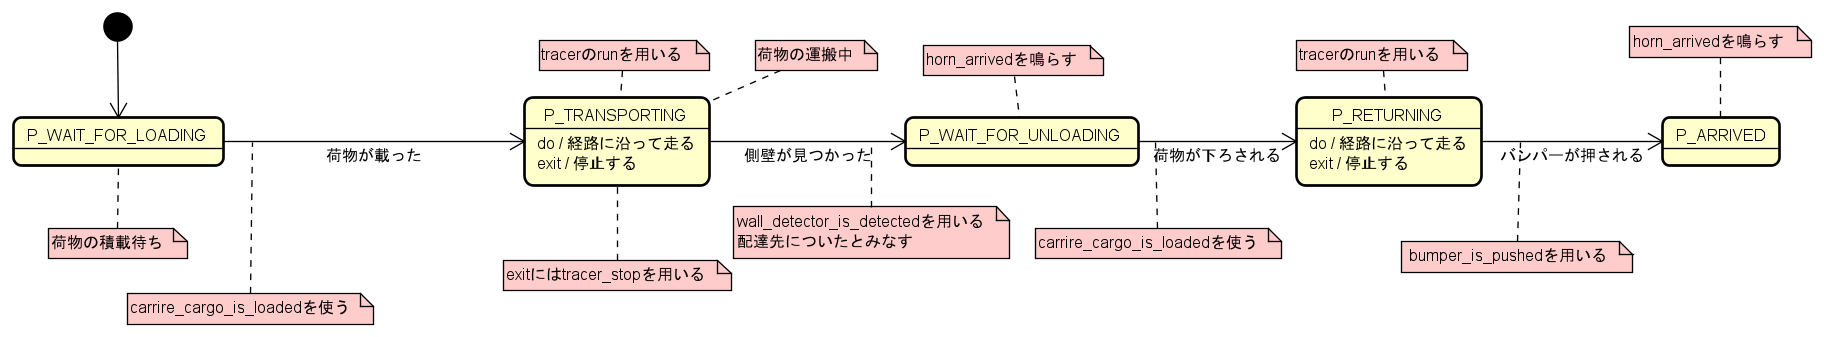 tracerのrunを用いる
荷物の運搬中
horn_arrivedを鳴らす
tracerのrunを用いる
horn_arrivedを鳴らす
P_WAIT_FOR_LOADING
荷物が載った
P_TRANSPORTING
do / 経路に沿って走る
exit / 停止する
側壁が見つかった
P_WAIT_FOR_UNLOADING
荷物が下ろされる
P_RETURNING
do / 経路に沿って走る
exit / 停止する
バンパーが押される
P_ARRIVED
荷物の積載待ち
carrire_cargo_is_loadedを使う
exitにはtracer_stopを用いる
wall_detector_is_detectedを用いる
配達先についたとみなす
carrire_cargo_is_loadedを使う
bumper_is_pushedを用いる